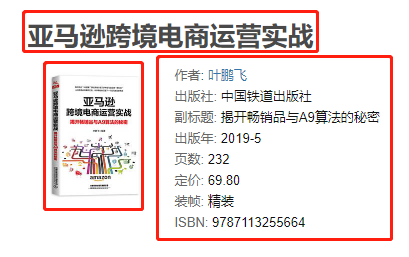 亚马逊跨境电商运营实战
亚马逊
跨境电商运营实战
揭开畅销品与A9算法的秘密
amazon
作者: 叶鹏飞
出版社: 中国铁道出版社
副标题: 揭开畅销品与A9算法的秘密
出版年: 2019-5
页数: 232
定价: 69.80
装帧: 精装
ISBN: 9787113255664